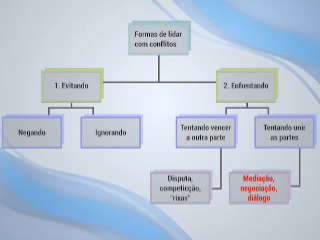 Formas de lidar
com conflitos
1. Evitando
2. Enfrentando
Negando
Ignorando
Tentando vencer
a outra parte
Tentando unir
as partes
Disputa,
competicção,
"rixas"
Mediação,
negociação,
diálogo